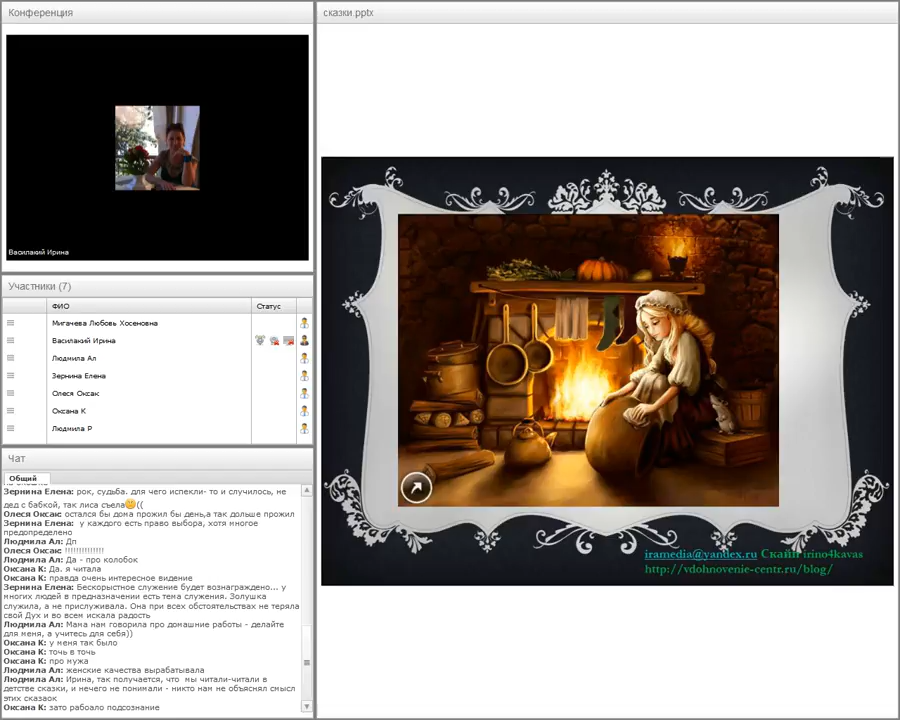 Конференция
Василакий Ирина
Участники (7)
ФИО
Статус
Мигачева Любовь Хосеновна
Василакий Ирина
Людмила Ал
Зернина Елена
Олеся Оксак
Оксана К
Людмила Р
Чат
Общий
Зернина Елена: рок, судьба. для чего испекли- то и случилось, не
дед с бабкой, так лиса съела((
Олеся Оксак: остался бы дома прожил бы день,а так дольше прожил
Зернина Елена: у каждого есть право выбора, хотя многое
предопределено
Людмила Ал: Дп
Олеся Оксак: !!!!!!!!!!!!!!
Людмила Ал: Да - про колобок
Оксана К: Да. я читала
Оксана К: правда очень интересное видение
Зернина Елена: Бескорыстное служение будет вознаграждено... у
многих людей в предназначении есть тема служения. Золушка
служила, а не прислуживала. Она при всех обстоятельствах не теряла
свой Дух и во всем искала радость
Людмила Ал: Мама нам говорила про домашние работы - делайте
для меня, а учитесь для себя))
Оксана К: у меня так было
Оксана К: точь в точь
Оксана К: про мужа
Людмила Ал: женские качества вырабатывала
Людмила Ал: Ирина, так получается, что мы читали-читали в
детстве сказки, и нечего не понимали - никто нам не объяснял смысл
этих сказаок
Оксана К: зато рабоало подсознание
сказки.pptx
iramedia@yandex.ru Скайп irino4kavas
http://vdohnovenie-centr.ru/blog/